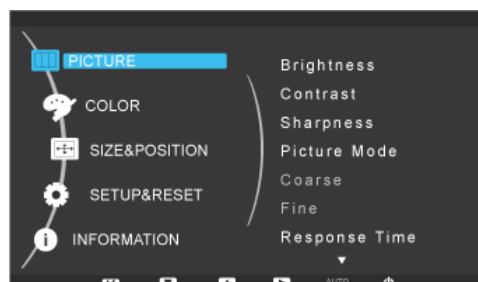 PICTURE
COLOR
SIZE&POSITION
SETUP&RESET
INFORMATION
Brightness
Contrast
Sharpness
Picture Mode
Coarse
Fine
Response Time
AUTO